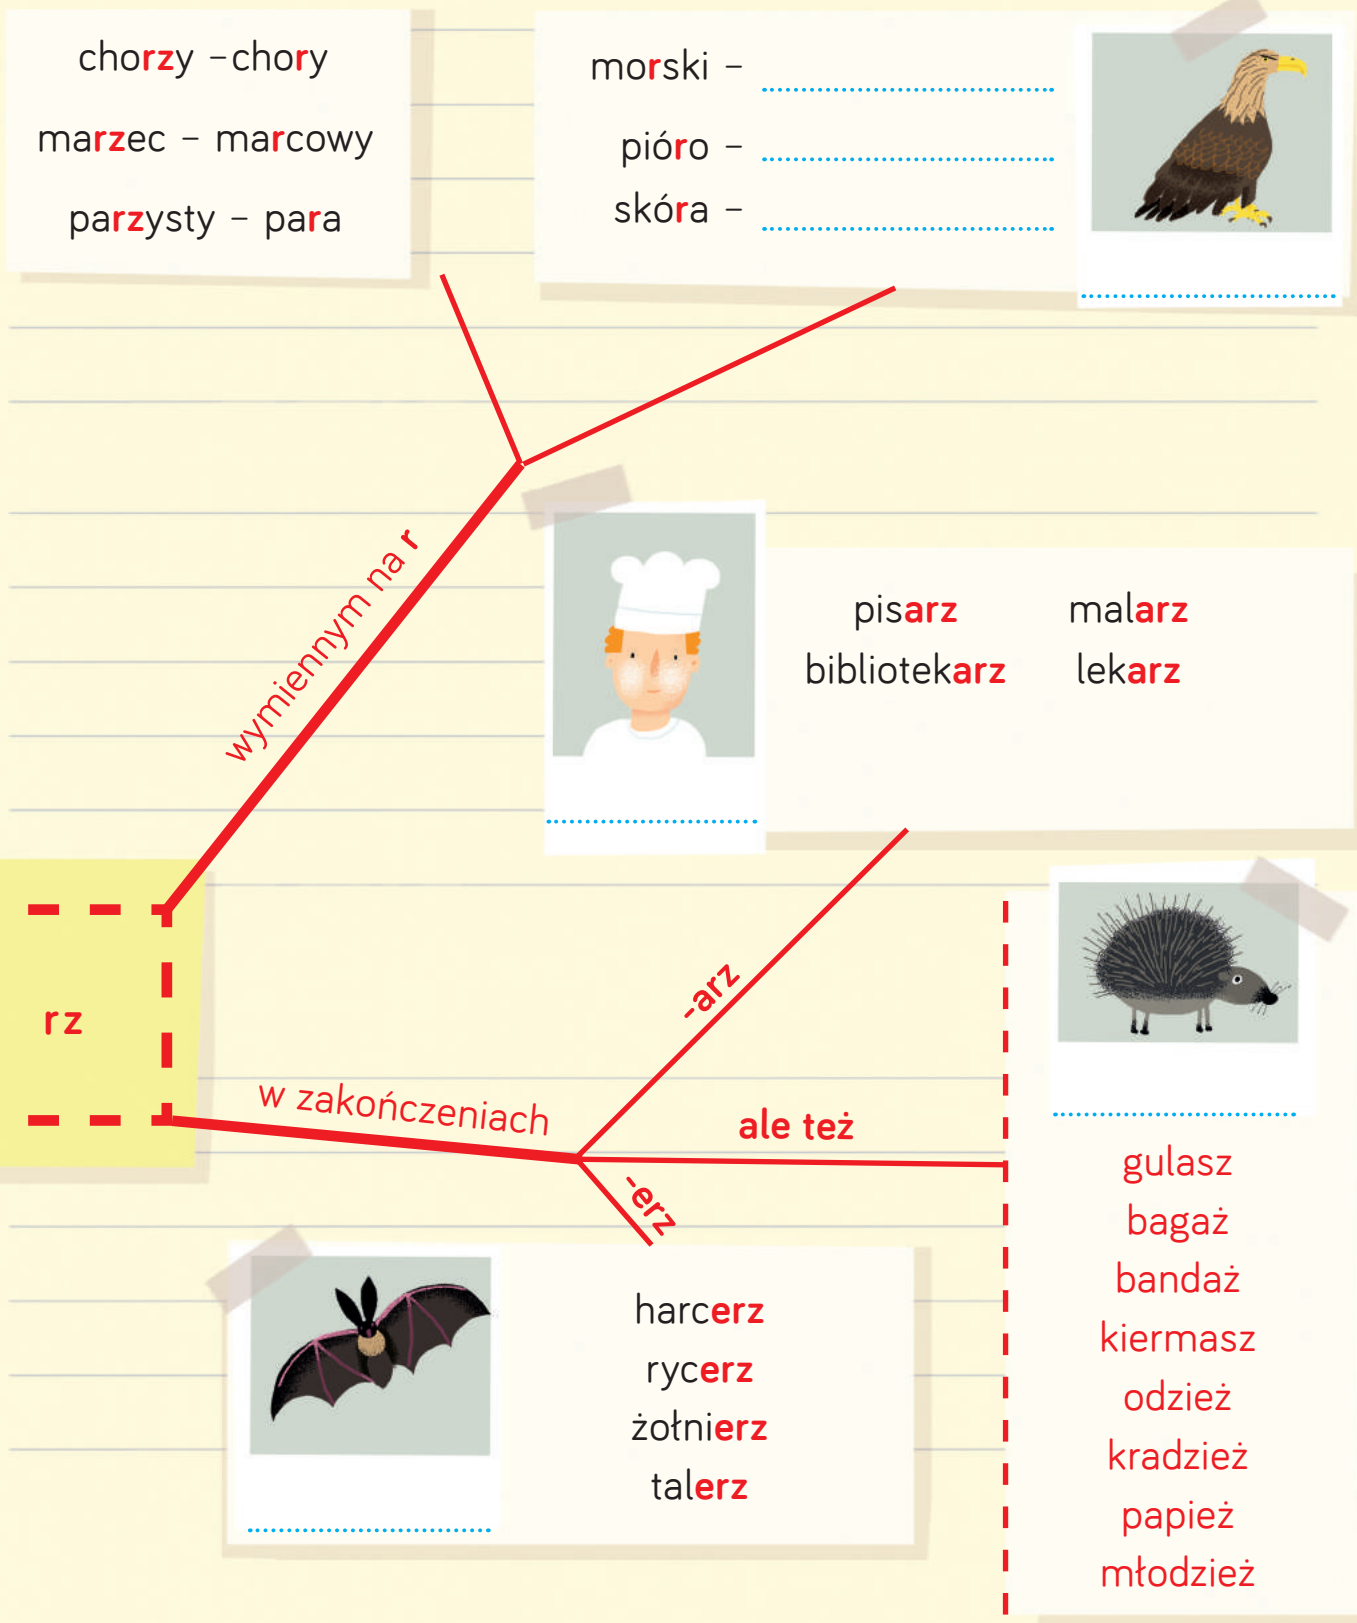 chorzy – chory
marzec – marcowy
parzysty – para
morski –
pióro –
skóra –
wymiennym na r
pisarz malarz
bibliotekarz lekarz
rz
-arz
w zakończeniach
ale też
-erz
gulasz
bagaż
bandaż
kiermasz
odzież
kradzież
papież
młodzież
harcerz
rycerz
żołnierz
talerz